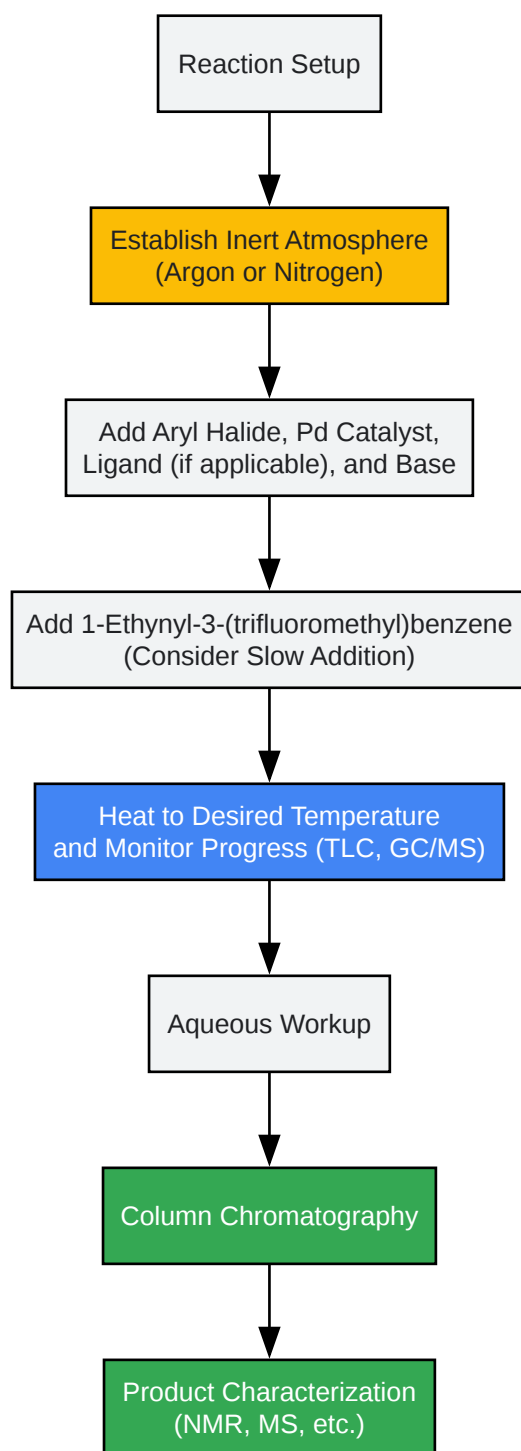 Reaction Setup
Establish Inert Atmosphere
(Argon or Nitrogen)
Add Aryl Halide, Pd Catalyst,
Ligand (if applicable), and Base
Add 1-Ethynyl-3-(trifluoromethyl)benzene
(Consider Slow Addition)
Heat to Desired Temperature
and Monitor Progress (TLC, GC/MS)
Aqueous Workup
Column Chromatography
Product Characterization
(NMR, MS, etc.)